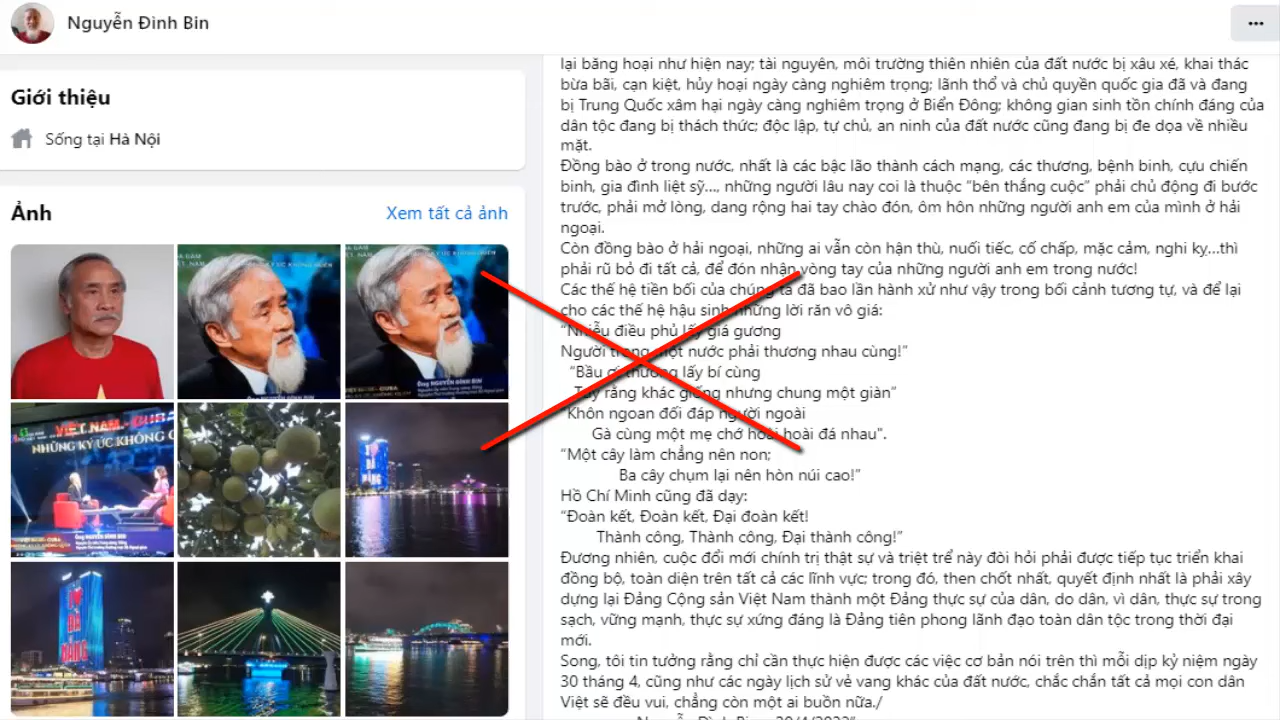 Nguyễn Đình Bin
Giới thiệu
Sống tại Hà Nội
Ảnh
Xem tất cả ảnh
KÝ ỨC KHÔNG QUÊN
ÔNG NGUYỄN ĐÌNH BIN
VIỆT NAM - CUBA
NHỮNG KÝ ỨC KHÔNG Q
Ông NGUYỄN ĐÌNH BIN
lại băng hoại như hiện nay; tài nguyên, môi trường thiên nhiên của đất nước bị xâu xé, khai thác
bừa bãi, cạn kiệt, hủy hoại ngày càng nghiêm trọng; lãnh thổ và chủ quyền quốc gia đã và đang
bị Trung Quốc xâm hại ngày càng nghiêm trọng ở Biển Đông; không gian sinh tồn chính đáng của
dân tộc đang bị thách thức; độc lập, tự chủ, an ninh của đất nước cũng đang bị đe dọa về nhiều
mặt.
Đồng bào ở trong nước, nhất là các bậc lão thành cách mạng, các thương, bệnh binh, cựu chiến
binh, gia đình liệt sỹ..., những người lâu nay coi là thuộc "bên thắng cuộc" phải chủ động đi bước
trước, phải mở lòng, dang rộng hai tay chào đón, ôm hôn những người anh em của mình ở hải
ngoại.
Còn đồng bào ở hải ngoại, những ai vẫn còn hận thù, nuối tiếc, cố chấp, mặc cảm, nghi kỵ...thì
phải rũ bỏ đi tất cả, để đón nhận vòng tay của những người anh em trong nước!
Các thế hệ tiền bối của chúng ta đã bao lần hành xử như vậy trong bối cảnh tương tự, và để lại
cho các thế hệ hậu sinh những lời răn vô giá:
"Nhiễu điều phủ lấy giá gương
Người trong một nước phải thương nhau cùng!"
"Bầu ơi thương lấy bí cùng
Tuy rằng khác giống nhưng chung một giàn"
"Khôn ngoan đối đáp người ngoài
Gà cùng một mẹ chớ hoài hoài đá nhau".
"Một cây làm chẳng nên non;
Ba cây chụm lại nên hòn núi cao!"
Hồ Chí Minh cũng đã dạy:
"Đoàn kết, Đoàn kết, Đại đoàn kết!
Thành công, Thành công, Đại thành công!"
Đương nhiên, cuộc đổi mới chính trị thật sự và triệt trể này đòi hỏi phải được tiếp tục triển khai
đồng bộ, toàn diện trên tất cả các lĩnh vực; trong đó, then chốt nhất, quyết định nhất là phải xây
dựng lại Đảng Cộng sản Việt Nam thành một Đảng thực sự của dân, do dân, vì dân, thực sự trong
sạch, vững mạnh, thực sự xứng đáng là Đảng tiên phong lãnh đạo toàn dân tộc trong thời đại
mới.
Song, tôi tin tưởng rằng chỉ cần thực hiện được các việc cơ bản nói trên thì mỗi dịp kỷ niệm ngày
30 tháng 4, cũng như các ngày lịch sử vẻ vang khác của đất nước, chắc chắn tất cả mọi con dân
Việt sẽ đều vui, chẳng còn một ai buồn nữa./